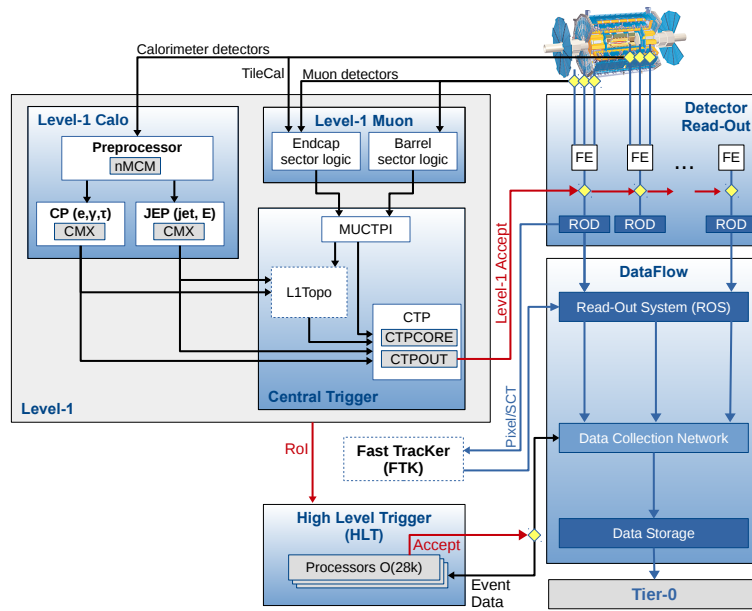 Calorimeter detectors
TileCal
Muon detectors
Level-1 Calo
Preprocessor
nMCM
CP (e,γ,τ)
CMX
JEP (jet, E)
CMX
Level-1 Muon
Endcap
sector logic
Barrel
sector logic
MUCTPI
L1Topo
CTP
CTPCORE
CTPOUT
Central Trigger
Level-1
Level-1 Accept
Detector
Read-Out
FE
FE
...
FE
ROD
ROD
ROD
DataFlow
Read-Out System (ROS)
Data Collection Network
Data Storage
Tier-0
Pixel/SCT
Fast TracKer
(FTK)
RoI
High Level Trigger
(HLT)
Accept
Processors O(28k)
Event
Data